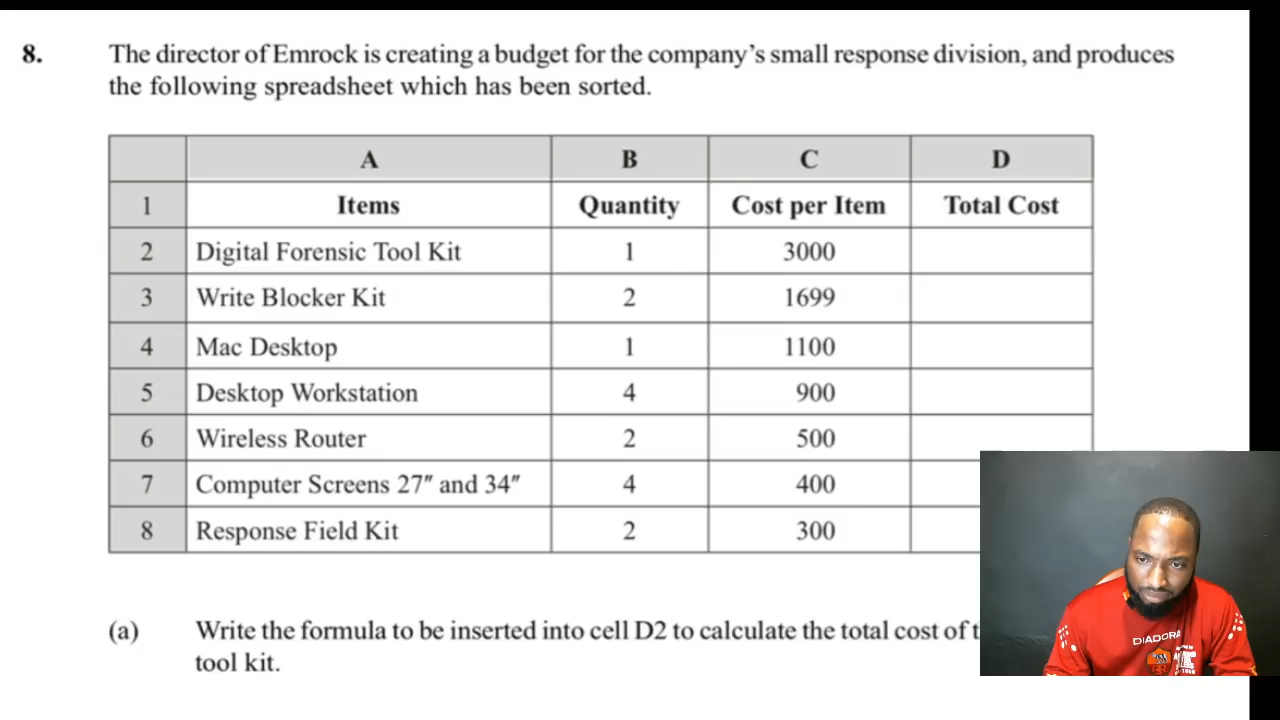 8. The director of Emrock is creating a budget for the company's small response division, and produces
the following spreadsheet which has been sorted.
A B C D
1 Items Quantity Cost per Item Total Cost
2 Digital Forensic Tool Kit 1 3000
3 Write Blocker Kit 2 1699
4 Mac Desktop 1 1100
5 Desktop Workstation 4 900
6 Wireless Router 2 500
7 Computer Screens 27″ and 34″ 4 400
8 Response Field Kit 2 300
(a) Write the formula to be inserted into cell D2 to calculate the total cost of
tool kit.
DIADORA